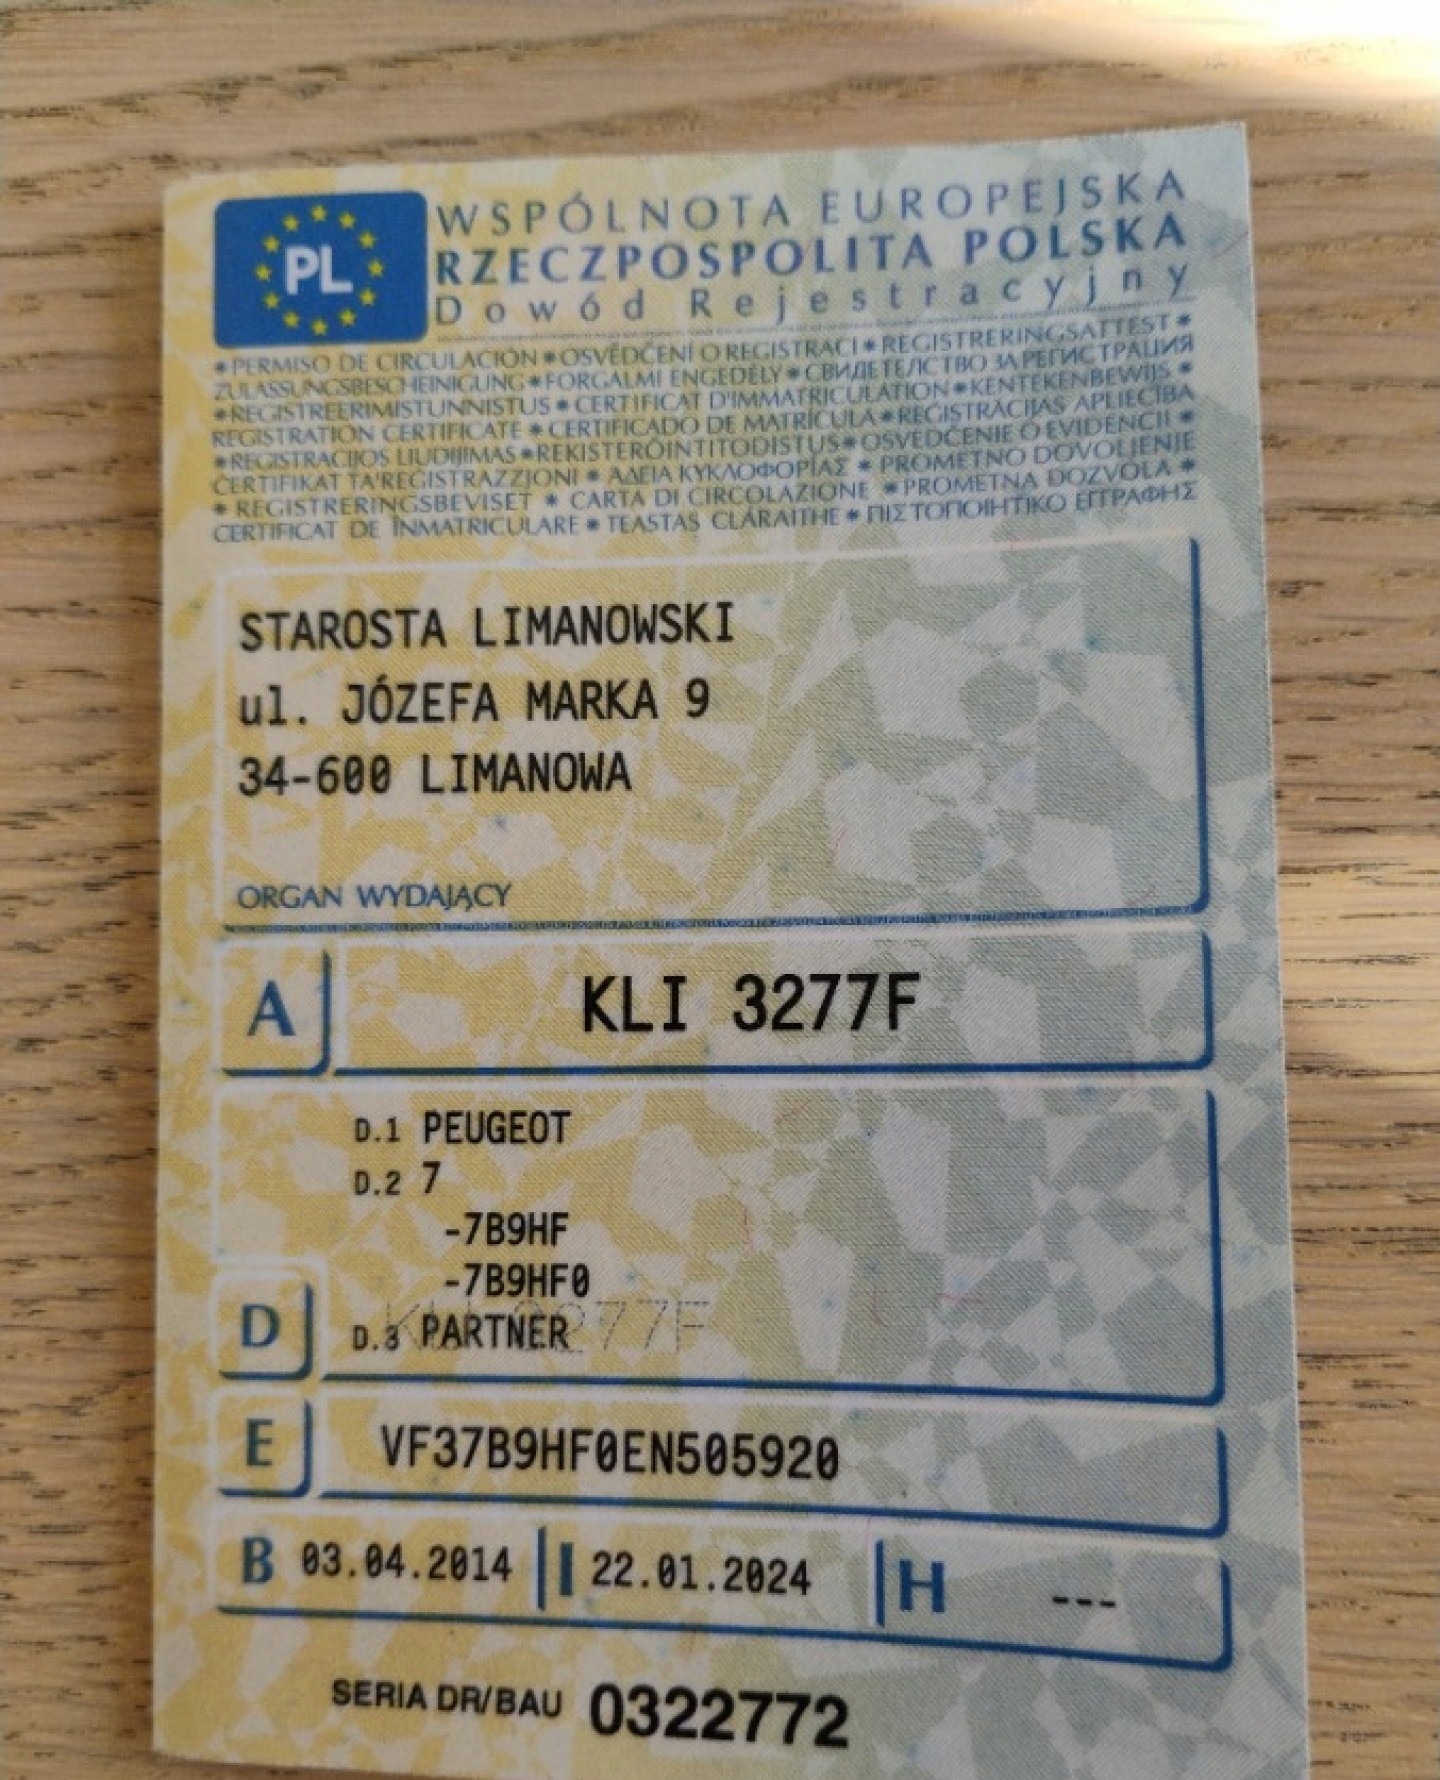 PL
WSPÓLNOTA EUROPEJSKA
RZECZPOSPOLITA POLSKA
Dowód Rejestracyjny
*PERMISO DE CIRCULACIÓN*OSVĚDČENÍ O REGISTRACI*REGISTRERINGSATTEST*
ZULASSUNGSBESCHEINIGUNG*FORGALMI ENGEDÉLY*СВИДЕТЕЛСТВО ЗА РЕГИСТРАЦИЯ
*REGISTREERIMISTUNNISTUS*CERTIFICAT D'IMMATRICULATION*KENTEKENBEWIJS*
REGISTRATION CERTIFICATE*CERTIFICADO DE MATRÍCULA*REĢISTRĀCIJAS APLIECĪBA
*REGISTRACIJOS LIUDIJIMAS*REKISTERÖINTITODISTUS*OSVEDČENIE O EVIDENCII*
ĊERTIFIKAT TA'REĠISTRAZZJONI*ΑΔΕΙΑ ΚΥΚΛΟΦΟΡΙΑΣ*PROMETNO DOVOLJENJE
*REGISTRERINGSBEVISET*CARTA DI CIRCOLAZIONE*PROMETNA DOZVOLA*
CERTIFICAT DE ÎNMATRICULARE*TEASTAS CLÁRAITHE*ΠΙΣΤΟΠΟΙΗΤΙΚΟ ΕΓΓΡΑΦΗΣ
STAROSTA LIMANOWSKI
ul. JÓZEFA MARKA 9
34-600 LIMANOWA
ORGAN WYDAJĄCY
A KLI 3277F
D.1 PEUGEOT
D.2 7
-7B9HF
-7B9HF0
D D.3 PARTNER
KLI 3277F
E VF37B9HF0EN505920
B 03.04.2014 I 22.01.2024 H ---
SERIA DR/BAU 0322772